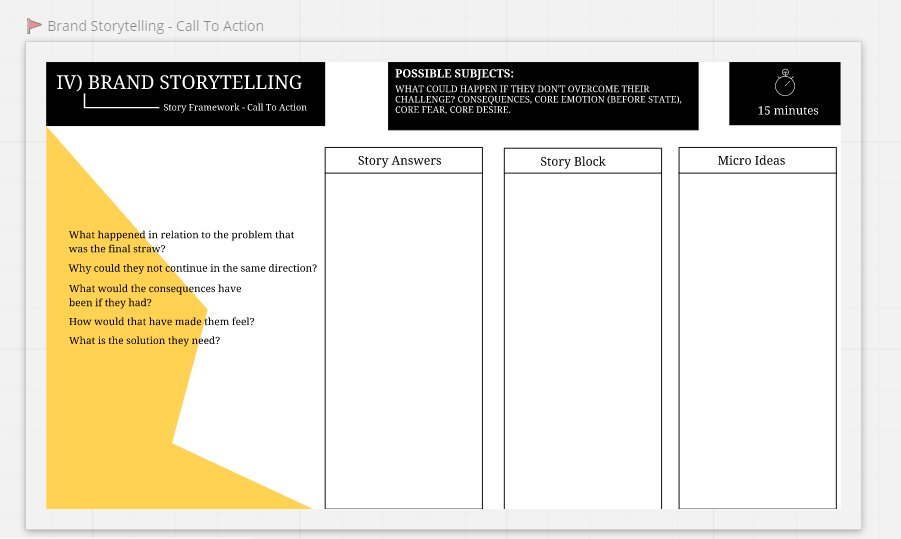 Brand Storytelling - Call To Action
IV) BRAND STORYTELLING
Story Framework - Call To Action
POSSIBLE SUBJECTS:
WHAT COULD HAPPEN IF THEY DON'T OVERCOME THEIR
CHALLENGE? CONSEQUENCES, CORE EMOTION (BEFORE STATE),
CORE FEAR, CORE DESIRE.
15 minutes
What happened in relation to the problem that
was the final straw?
Why could they not continue in the same direction?
What would the consequences have
been if they had?
How would that have made them feel?
What is the solution they need?
Story Answers
Story Block
Micro Ideas